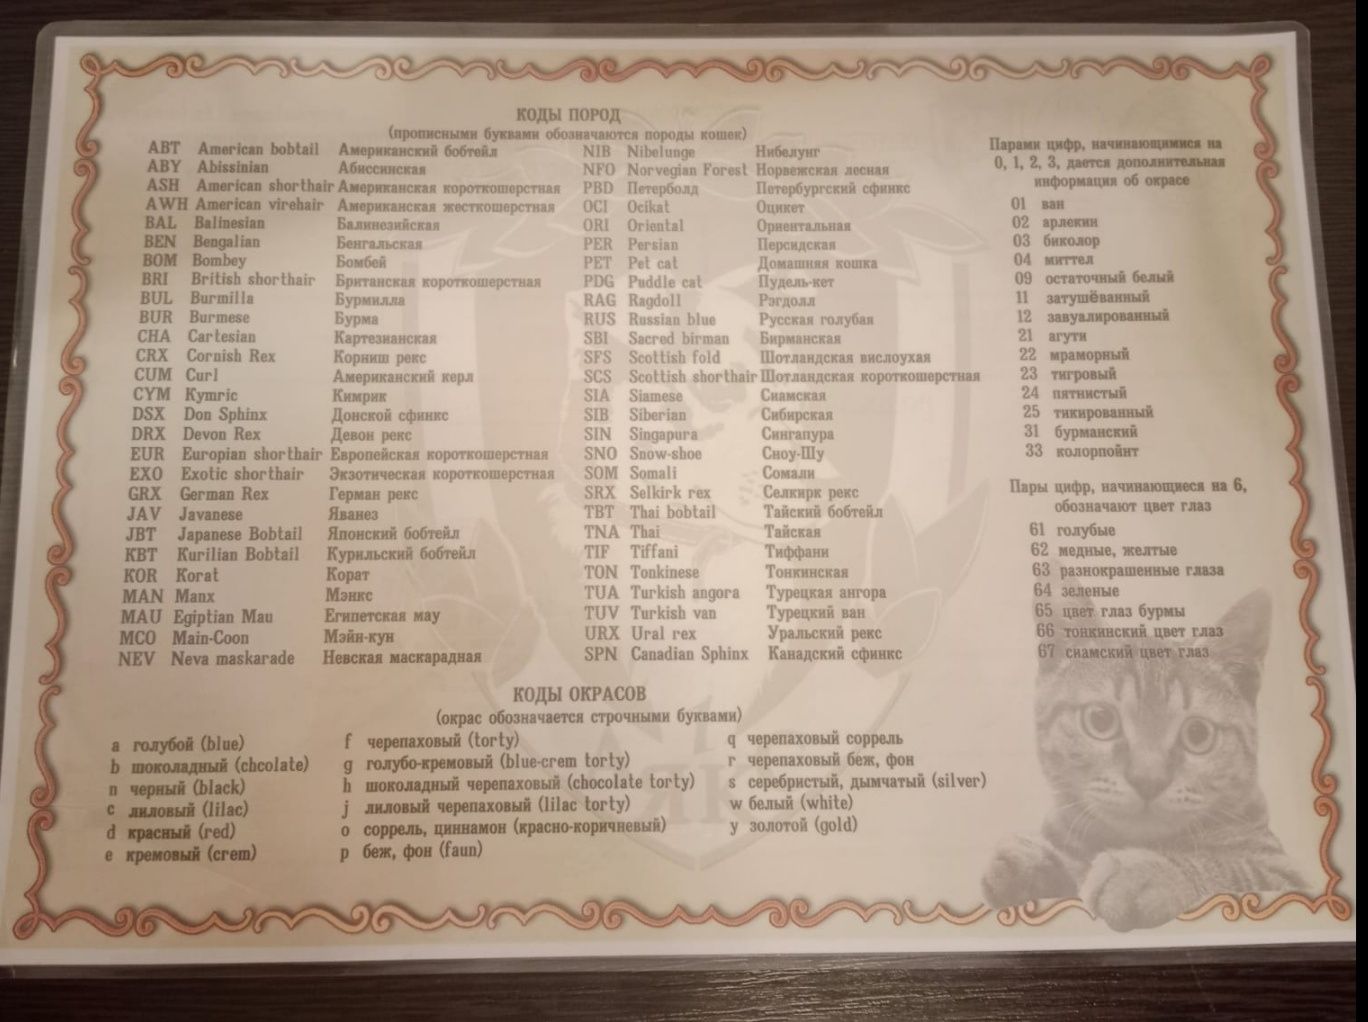 КОДЫ ПОРОД
(прописными буквами обозначаются породы кошек)
ABT American bobtail Американский бобтейл
ABY Abissinian Абиссинская
ASH American shorthair Американская короткошерстная
AWH American virehair Американская жесткошерстная
BAL Balinesian Балинезийская
BEN Bengalian Бенгальская
BOM Bombey Бомбей
BRI British shorthair Британская короткошерстная
BUL Burmilla Бурмилла
BUR Burmese Бурма
CHA Cartesian Картезианская
CRX Cornish Rex Корниш рекс
CUM Curl Американский керл
CYM Kymric Кимрик
DSX Don Sphinx Донской сфинкс
DRX Devon Rex Девон рекс
EUR Europian shorthair Европейская короткошерстная
EXO Exotic shorthair Экзотическая короткошерстная
GRX German Rex Герман рекс
JAV Javanese Яванез
JBT Japanese Bobtail Японский бобтейл
KBT Kurilian Bobtail Курильский бобтейл
KOR Korat Корат
MAN Manx Мэнкс
MAU Egiptian Mau Египетская мау
MCO Main-Coon Мэйн-кун
NEV Neva maskarade Невская маскарадная
NIB Nibelunge Нибелунг
NFO Norvegian Forest Норвежская лесная
PBD Петерболд Петербургский сфинкс
OCI Ocikat Оцикет
ORI Oriental Ориентальная
PER Persian Персидская
PET Pet cat Домашняя кошка
PDG Puddle cat Пудель-кет
RAG Ragdoll Рэгдолл
RUS Russian blue Русская голубая
SBI Sacred birman Бирманская
SFS Scottish fold Шотландская вислоухая
SCS Scottish shorthair Шотландская короткошерстная
SIA Siamese Сиамская
SIB Siberian Сибирская
SIN Singapura Сингапура
SNO Snow-shoe Сноу-Шу
SOM Somali Сомали
SRX Selkirk rex Селкирк рекс
TBT Thai bobtail Тайский бобтейл
TNA Thai Тайская
TIF Tiffani Тиффани
TON Tonkinese Тонкинская
TUA Turkish angora Турецкая ангора
TUV Turkish van Турецкий ван
URX Ural rex Уральский рекс
SPN Canadian Sphinx Канадский сфинкс
Парами цифр, начинающимися на
0, 1, 2, 3, дается дополнительная
информация об окрасе
01 ван
02 арлекин
03 биколор
04 миттел
09 остаточный белый
11 затушёванный
12 завуалированный
21 агути
22 мраморный
23 тигровый
24 пятнистый
25 тикированный
31 бурманский
33 колорпойнт
Пары цифр, начинающиеся на 6,
обозначают цвет глаз
61 голубые
62 медные, желтые
63 разнокрашенные глаза
64 зеленые
65 цвет глаз бурмы
66 тонкинский цвет глаз
67 сиамский цвет глаз
КОДЫ ОКРАСОВ
(окрас обозначается строчными буквами)
a голубой (blue)
b шоколадный (chcolate)
n черный (black)
c лиловый (lilac)
d красный (red)
e кремовый (crem)
f черепаховый (torty)
g голубо-кремовый (blue-crem torty)
h шоколадный черепаховый (chocolate torty)
j лиловый черепаховый (lilac torty)
o соррель, циннамон (красно-коричневый)
p беж, фон (faun)
q черепаховый соррель
r черепаховый беж, фон
s серебристый, дымчатый (silver)
w белый (white)
y золотой (gold)